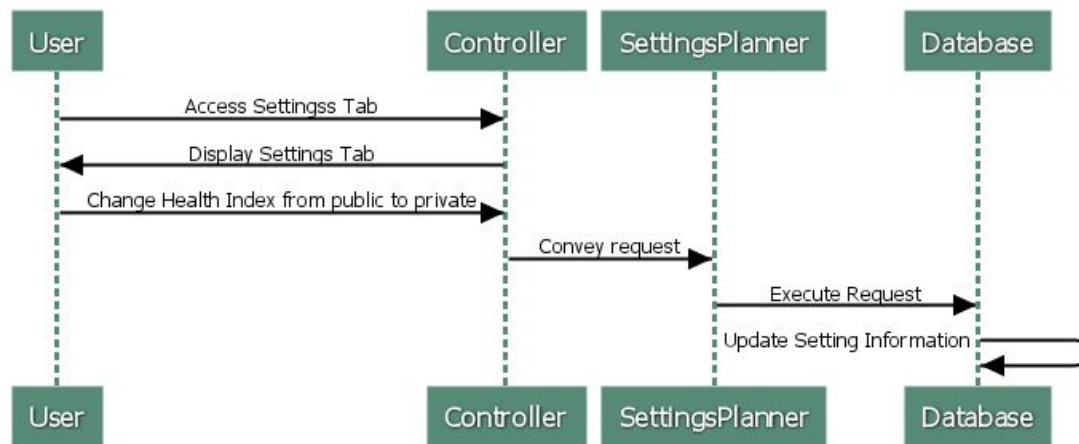 User Controller SettingsPlanner Database
Access Settingss Tab
Display Settings Tab
Change Health Index from public to private
Convey request
Execute Request
Update Setting Information
User Controller SettingsPlanner Database